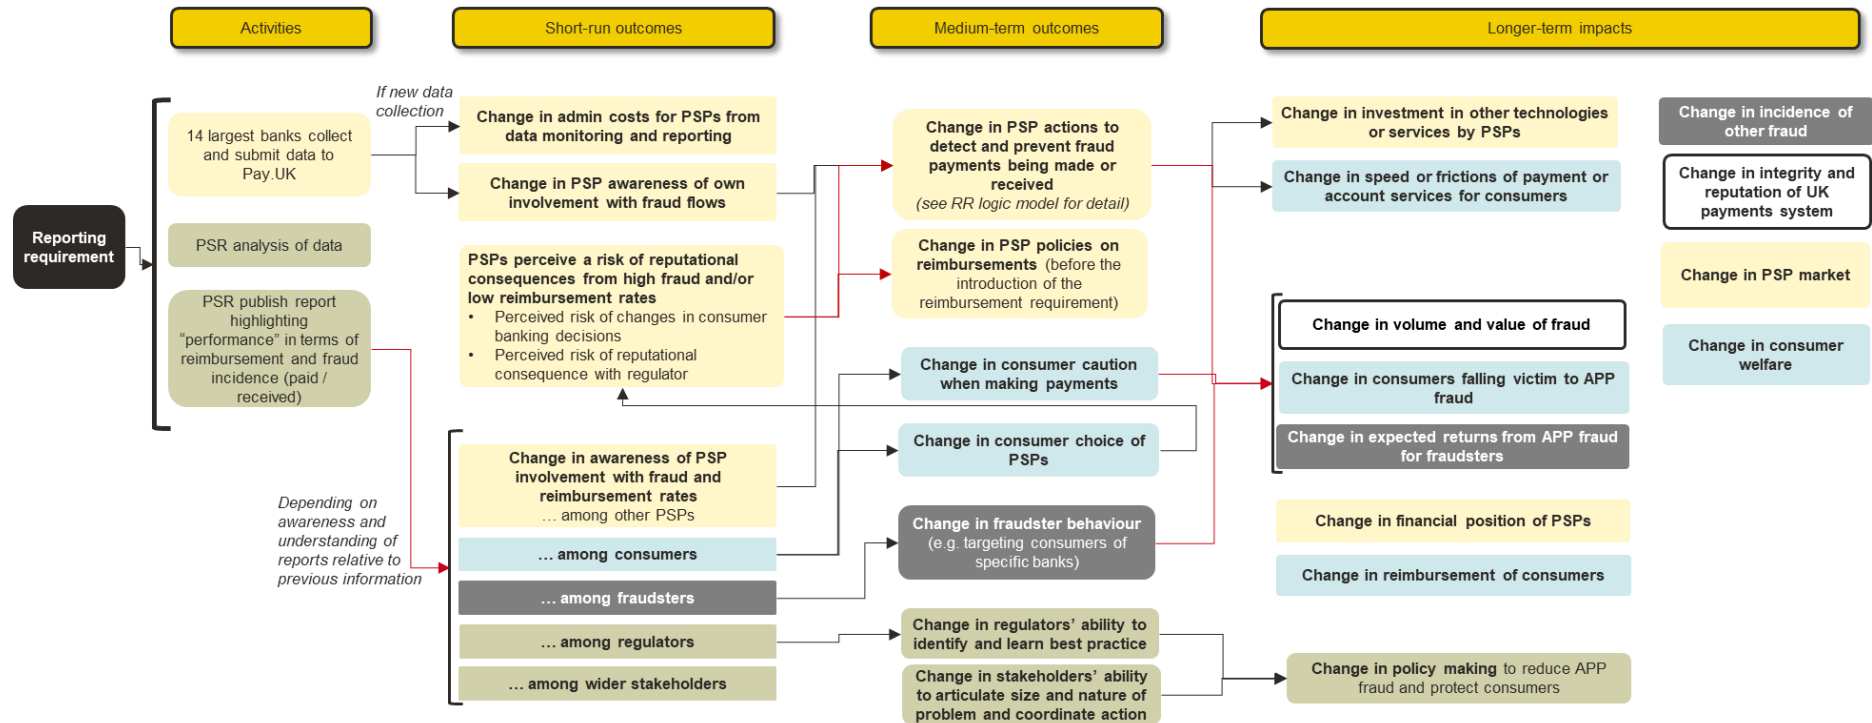 Activities
Short-run outcomes
Medium-term outcomes
Longer-term impacts
Reporting
requirement
14 largest banks collect
and submit data to
Pay.UK
PSR analysis of data
PSR publish report
highlighting
“performance” in terms of
reimbursement and fraud
incidence (paid /
received)
If new data
collection
Depending on
awareness and
understanding of
reports relative to
previous information
Change in admin costs for PSPs from
data monitoring and reporting
Change in PSP awareness of own
involvement with fraud flows
PSPs perceive a risk of reputational
consequences from high fraud and/or
low reimbursement rates
• Perceived risk of changes in consumer
banking decisions
• Perceived risk of reputational
consequence with regulator
Change in awareness of PSP
involvement with fraud and
reimbursement rates
… among other PSPs
… among consumers
… among fraudsters
… among regulators
… among wider stakeholders
Change in PSP actions to
detect and prevent fraud
payments being made or
received
(see RR logic model for detail)
Change in PSP policies on
reimbursements (before the
introduction of the
reimbursement requirement)
Change in consumer caution
when making payments
Change in consumer choice of
PSPs
Change in fraudster behaviour
(e.g. targeting consumers of
specific banks)
Change in regulators’ ability to
identify and learn best practice
Change in stakeholders’ ability
to articulate size and nature of
problem and coordinate action
Change in investment in other technologies
or services by PSPs
Change in speed or frictions of payment or
account services for consumers
Change in volume and value of fraud
Change in consumers falling victim to APP
fraud
Change in expected returns from APP fraud
for fraudsters
Change in financial position of PSPs
Change in reimbursement of consumers
Change in policy making to reduce APP
fraud and protect consumers
Change in incidence of
other fraud
Change in integrity and
reputation of UK
payments system
Change in PSP market
Change in consumer
welfare